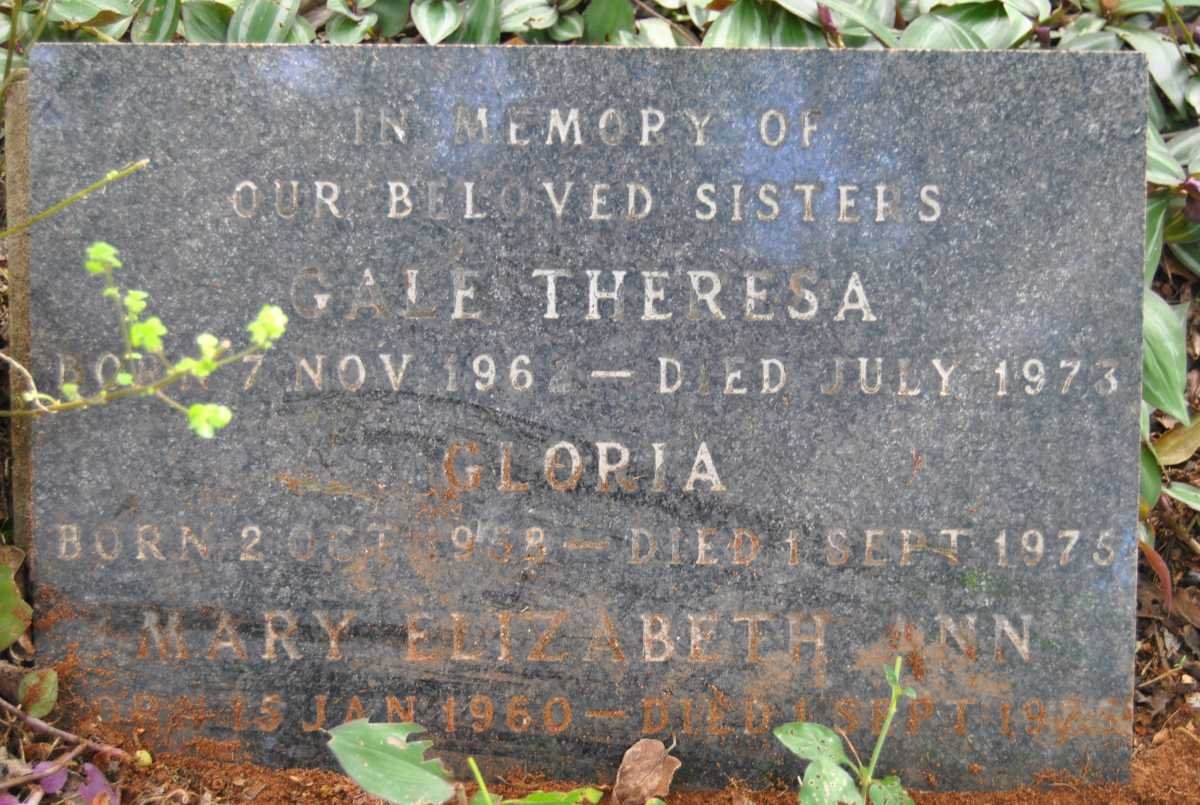 IN MEMORY OF
OUR BELOVED SISTERS
GALE THERESA
BORN 7 NOV 1962 — DIED JULY 1973
GLORIA
BORN 2 OCT 1958 — DIED 1 SEPT 1975
MARY ELIZABETH ANN
BORN 15 JAN 1960 — DIED 1 SEPT